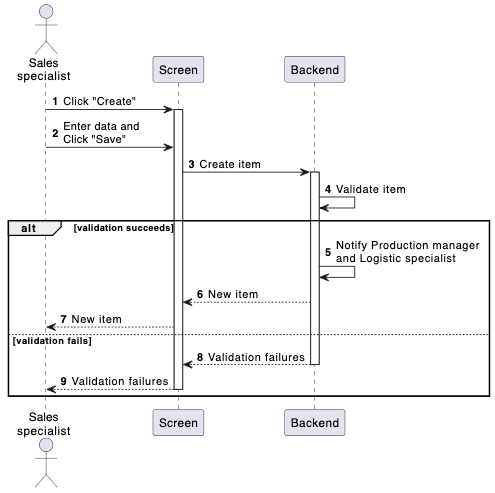 Sales
specialist
Screen
Backend
1 Click "Create"
2 Enter data and
Click "Save"
3 Create item
4 Validate item
alt [validation succeeds]
5 Notify Production manager
and Logistic specialist
6 New item
7 New item
[validation fails]
8 Validation failures
9 Validation failures
Sales
specialist
Screen
Backend